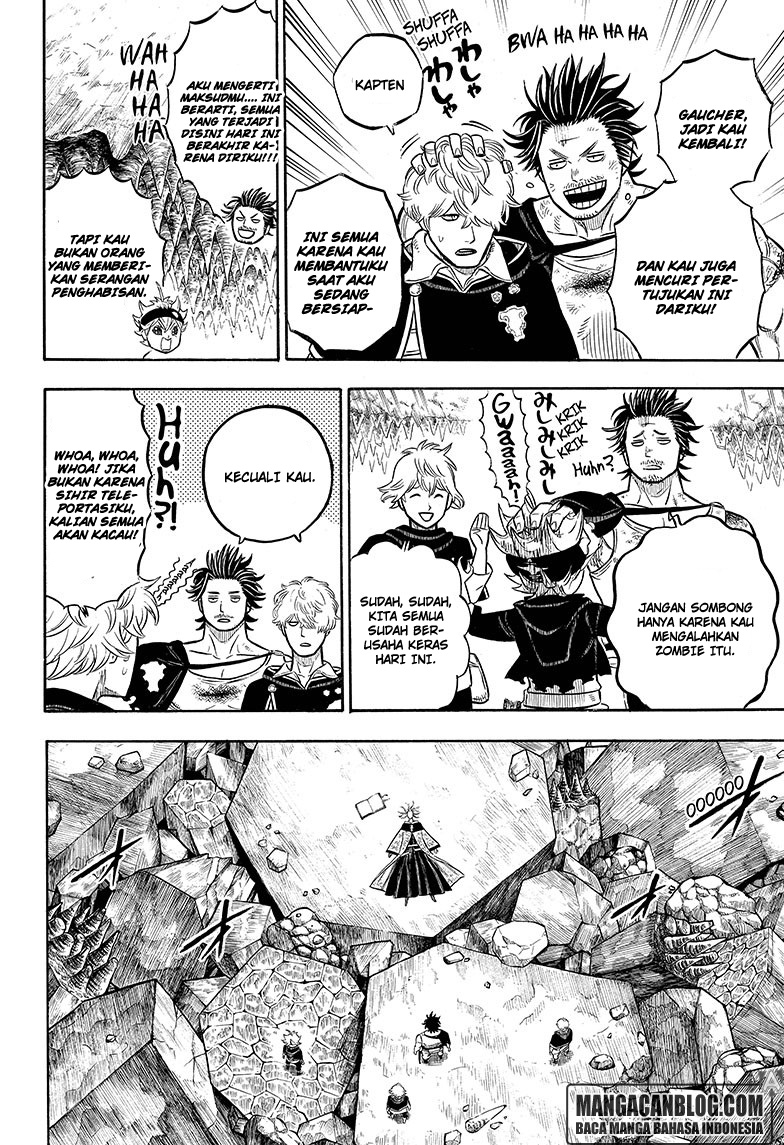 BWA HA HA HA HA
GAUCHER,
JADI KAU
KEMBALI!
SHUFFA
SHUFFA
わしゃ
わしゃ
KAPTEN
DAN KAU JUGA
MENCURI PER-
TUJUKAN INI
DARIKU!
INI SEMUA
KARENA KAU
MEMBANTUKU
SAAT AKU
SEDANG
BERSIAP-
AKU MENGERTI
MAKSUDMU.... INI
BERARTI, SEMUA
YANG TERJADI
DISINI HARI INI
BERAKHIR KA-
RENA DIRIKU!!!
WAH
HA
HA
HA
TAPI KAU
BUKAN ORANG
YANG MEMBERI-
KAN SERANGAN
PENGHABISAN.
KRIK
KRIK
KRIK
みしみしみし
Huhn?
Gwaaaah!
JANGAN SOMBONG
HANYA KARENA KAU
MENGALAHKAN
ZOMBIE ITU.
SUDAH, SUDAH,
KITA SEMUA
SUDAH BER-
USAHA KERAS
HARI INI.
KECUALI KAU.
Huh?!
WHOA, WHOA,
WHOA! JIKA
BUKAN KARENA
SIHIR TELE-
PORTASIKU,
KALIAN SEMUA
AKAN KACAU!
OOOOOO
MANGACANBLOG.COM
BACA MANGA BAHASA INDONESIA